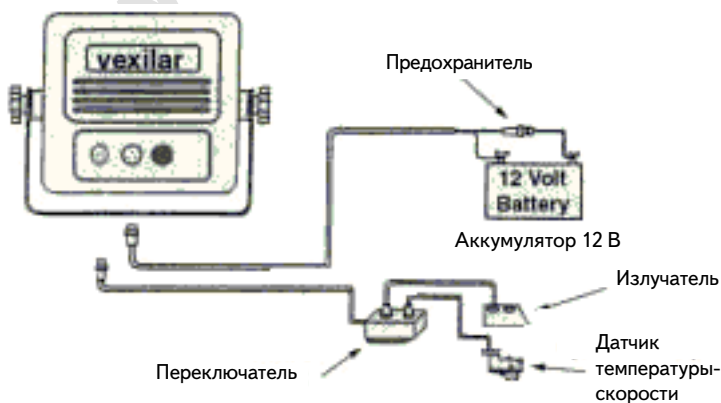 vexilar
Предохранитель
12 Volt
Battery
Аккумулятор 12 В
Излучатель
Датчик
температуры-
скорости
Переключатель